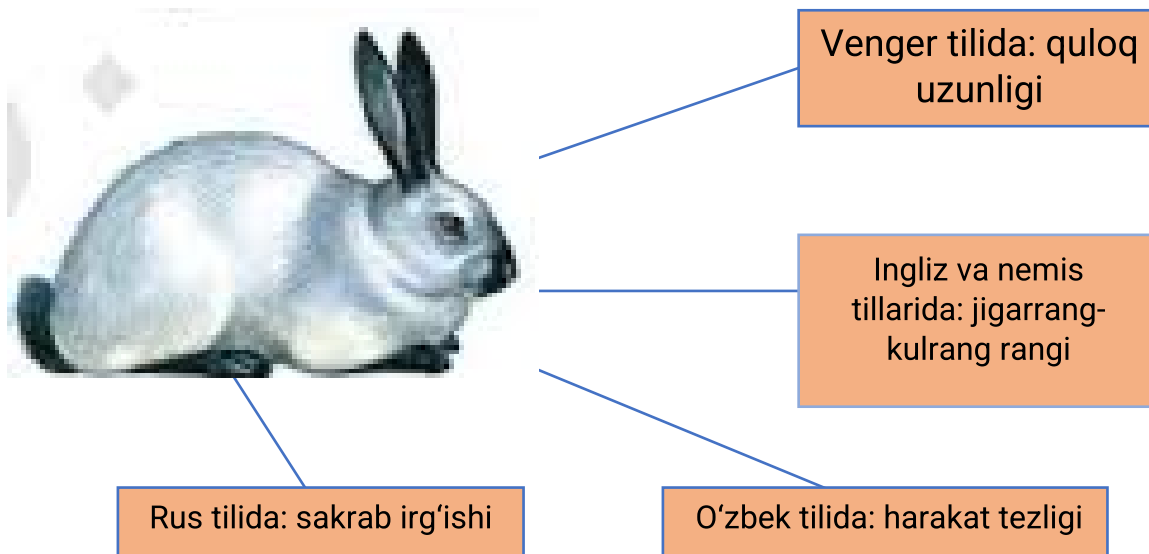 Venger tilida: quloq
uzunligi
Ingliz va nemis
tillarida: jigarrang-
kulrang rangi
Rus tilida: sakrab irg‘ishi
O‘zbek tilida: harakat tezligi